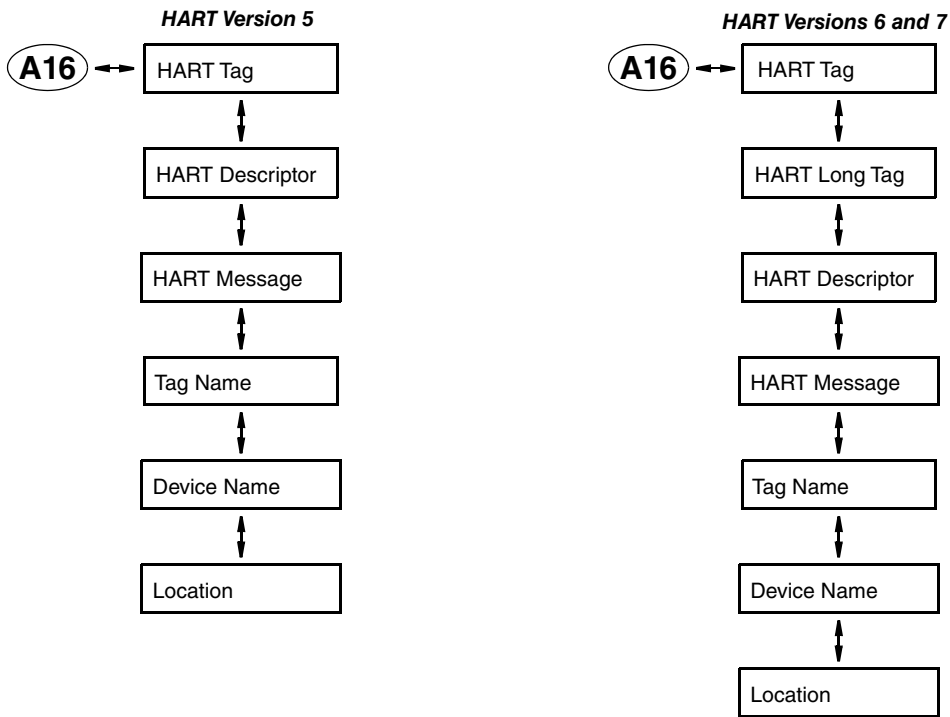 HART Version 5
A16
HART Tag
HART Descriptor
HART Message
Tag Name
Device Name
Location
HART Versions 6 and 7
A16
HART Tag
HART Long Tag
HART Descriptor
HART Message
Tag Name
Device Name
Location